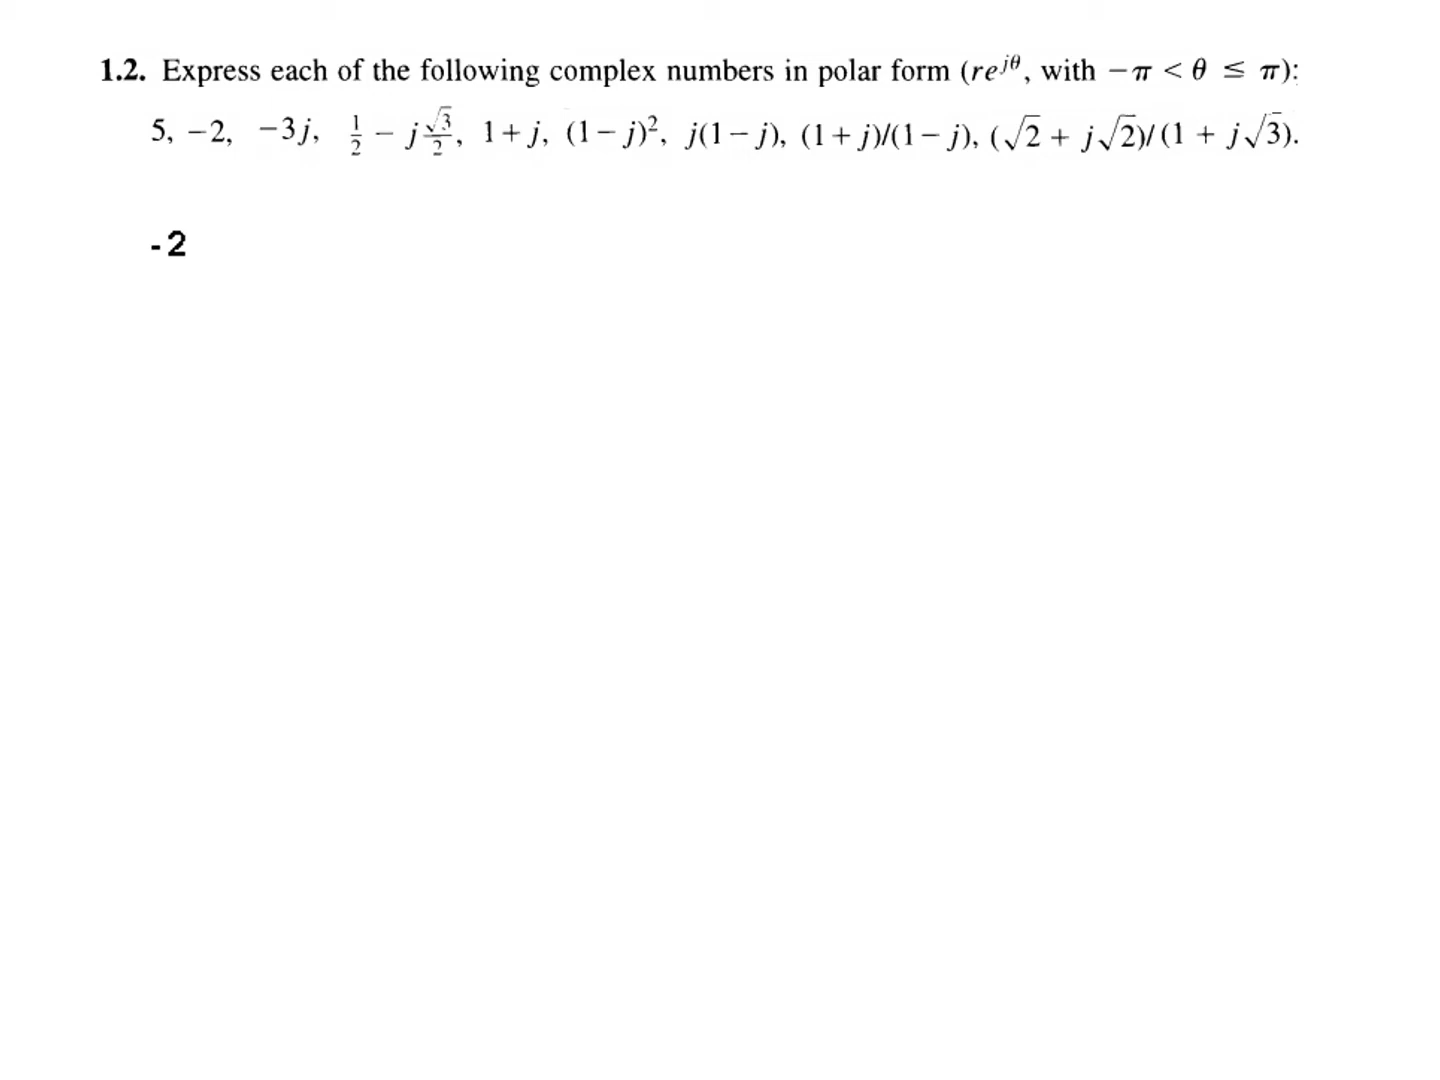 1.2. Express each of the following complex numbers in polar form (re^{jθ}, with −π < θ ≤ π):
5, −2, −3j, 1/2 − j√3/2, 1 + j, (1 − j)², j(1 − j), (1 + j)/(1 − j), (√2 + j√2)/(1 + j√3).
-2